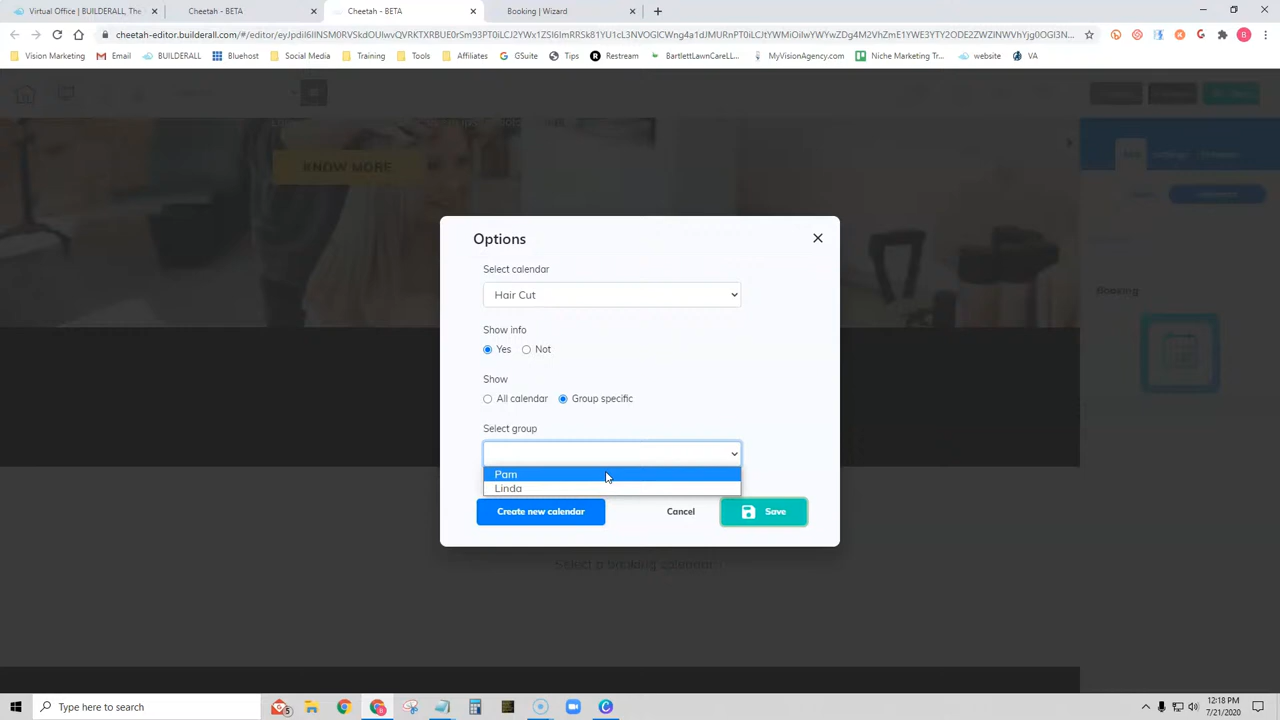 Virtual Office | BUILDERALL, The
Cheetah - BETA
Cheetah - BETA
Booking | Wizard
Vision Marketing
Email
BUILDERALL
Bluehost
Social Media
Training
Tools
Affiliates
GSuite
Tips
Restream
BartlettLawnCareLL...
MyVisionAgency.com
Niche Marketing Tr...
website
VA
KNOW MORE
Booking
Options
Select calendar
Hair Cut
Show info
Yes Not
Show
All calendar Group specific
Select group
Pam
Linda
Create new calendar Cancel Save
Type here to search
12:18 PM
7/21/2020